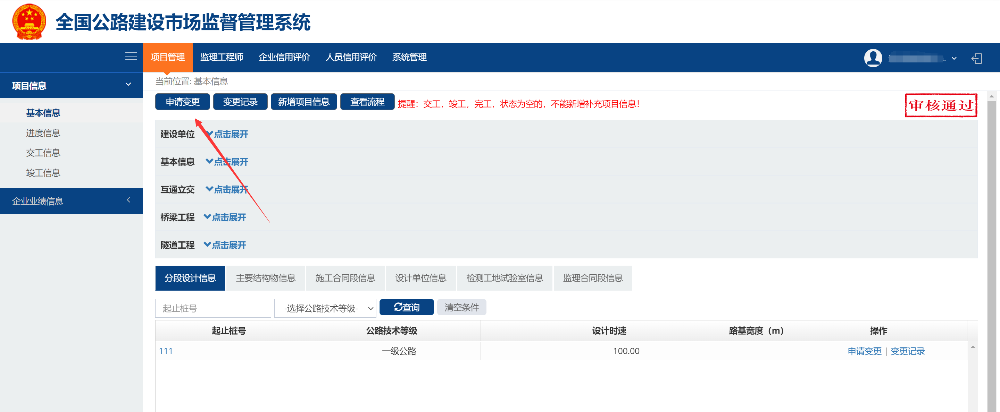 全国公路建设市场监督管理系统
项目管理 监理工程师 企业信用评价 人员信用评价 系统管理
项目信息
基本信息
进度信息
交工信息
竣工信息
企业业绩信息
当前位置: 基本信息
申请变更 变更记录 新增项目信息 查看流程 提醒：交工，竣工，完工，状态为空的，不能新增补充项目信息！
审核通过
建设单位 点击展开
基本信息 点击展开
互通立交 点击展开
桥梁工程 点击展开
隧道工程 点击展开
分段设计信息 主要结构物信息 施工合同段信息 设计单位信息 检测工地试验室信息 监理合同段信息
起止桩号 -选择公路技术等级- 查询 清空条件
起止桩号 公路技术等级 设计时速 路基宽度（m） 操作
111 一级公路 100.00 申请变更 | 变更记录